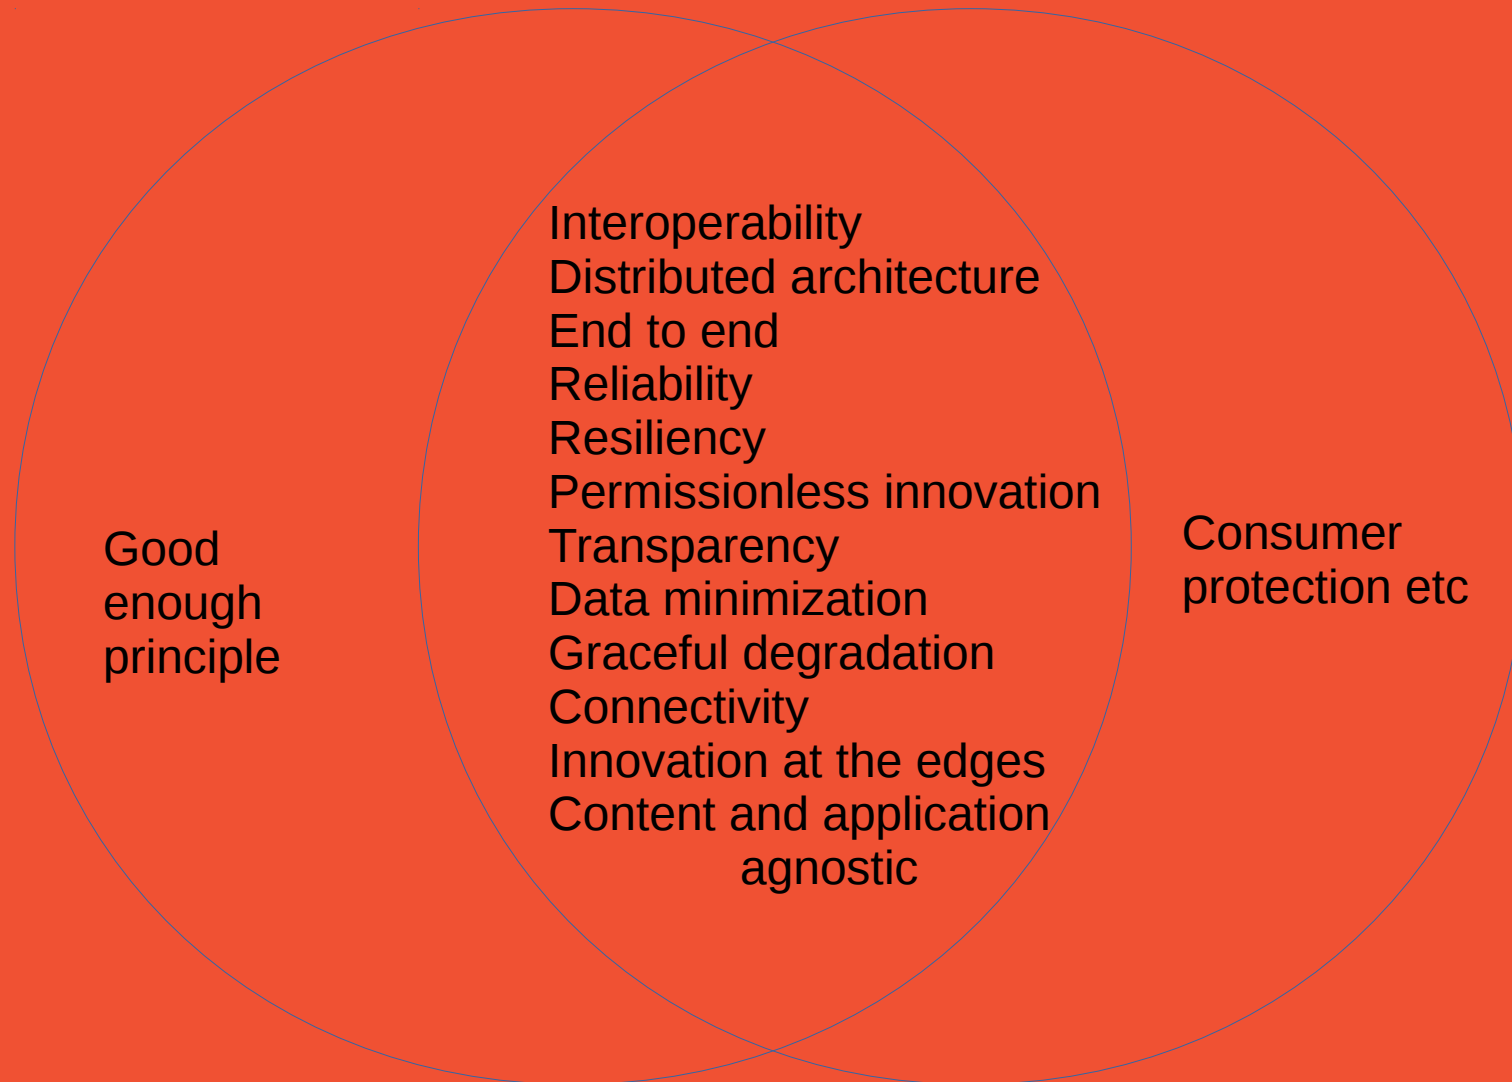 Good
enough
principle
Interoperability
Distributed architecture
End to end
Reliability
Resiliency
Permissionless innovation
Transparency
Data minimization
Graceful degradation
Connectivity
Innovation at the edges
Content and application
agnostic
Consumer
protection etc